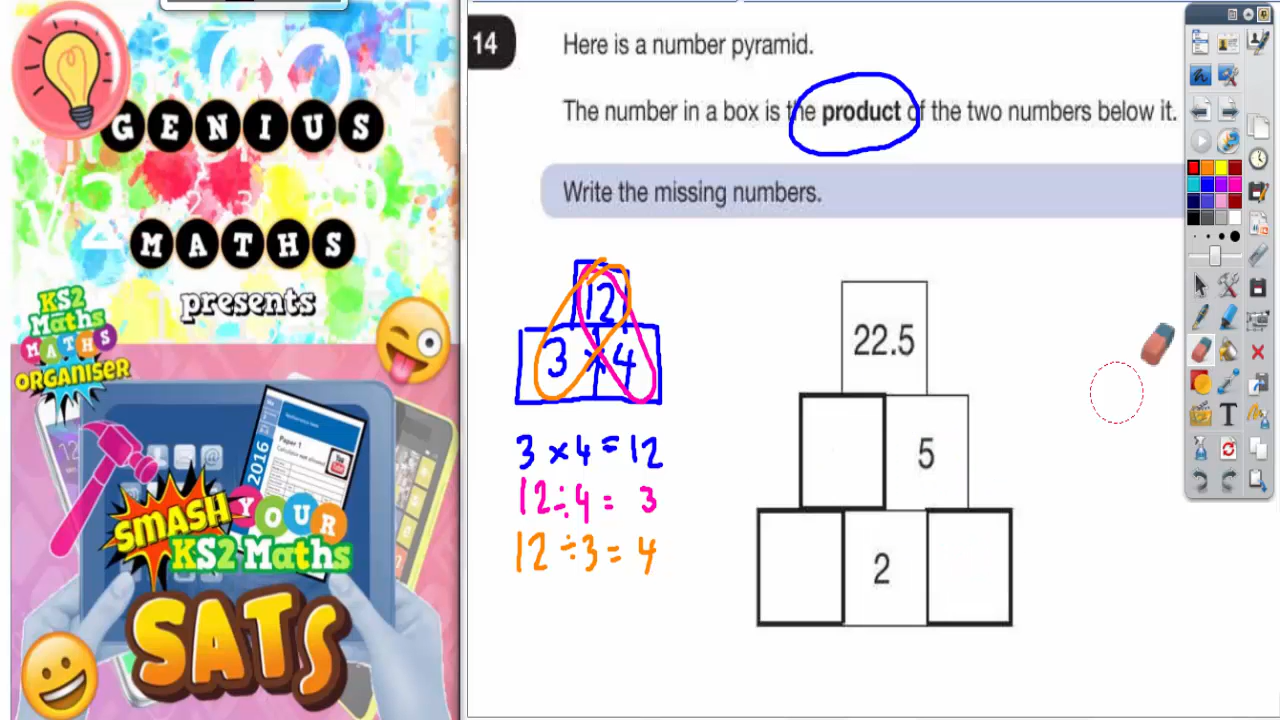 GENIUS
MATHS
presents
KS2
Maths
MATHS
ORGANISER
2016
Paper 1
SMASH YOUR
KS2 Maths
SATS
14
Here is a number pyramid.
The number in a box is the product of the two numbers below it.
Write the missing numbers.
12
3 × 4
3 × 4 = 12
12 ÷ 4 = 3
12 ÷ 3 = 4
22.5
5
2